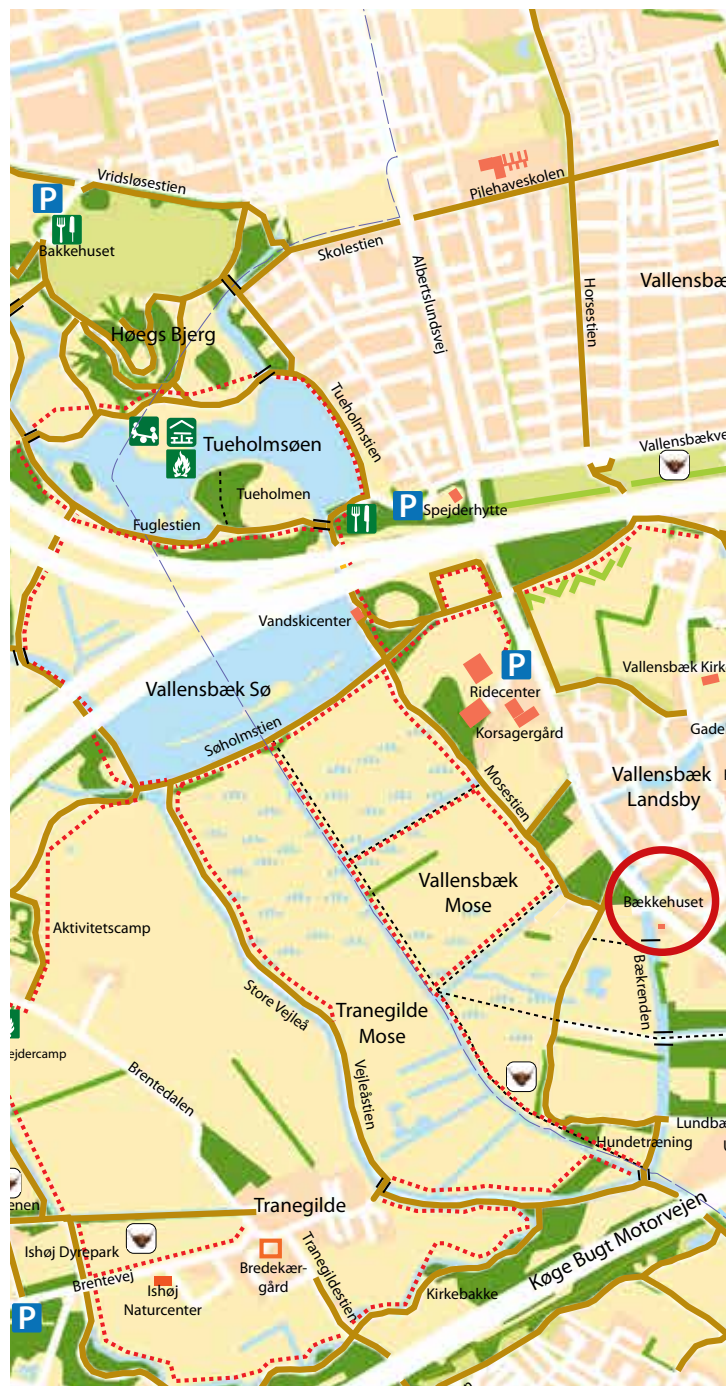 Vridsløsestien
P
Bakkehuset
Pilehaveskolen
Skolestien
Albertslundsvej
Horsestien
Høegs Bjerg
Tueholmstien
Tueholmsøen
Vallensbækve
Tueholmen
P
Spejderhytte
Fuglestien
Vandskicenter
P
Ridecenter
Vallensbæk Kirk
Vallensbæk Sø
Korsagergård
Gade
Søholmstien
Mosestien
Vallensbæk
Landsby
Vallensbæk
Mose
Bækkehuset
Aktivitetscamp
Bækrenden
Store Vejleå
Tranegilde
Mose
ejdercamp
Brentedalen
Vejleåstien
Hundetræning
Tranegilde
enen
Ishøj Dyrepark
Brentevej
Bredekær-
gård
Tranegildestien
Ishøj
Naturcenter
Kirkebakke
Køge Bugt Motorvejen
P